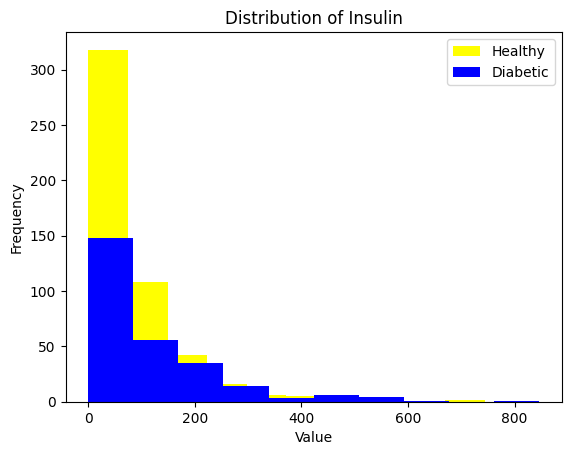 Distribution of Insulin
Healthy
Diabetic
Frequency
300
250
200
150
100
50
0
0 200 400 600 800
Value